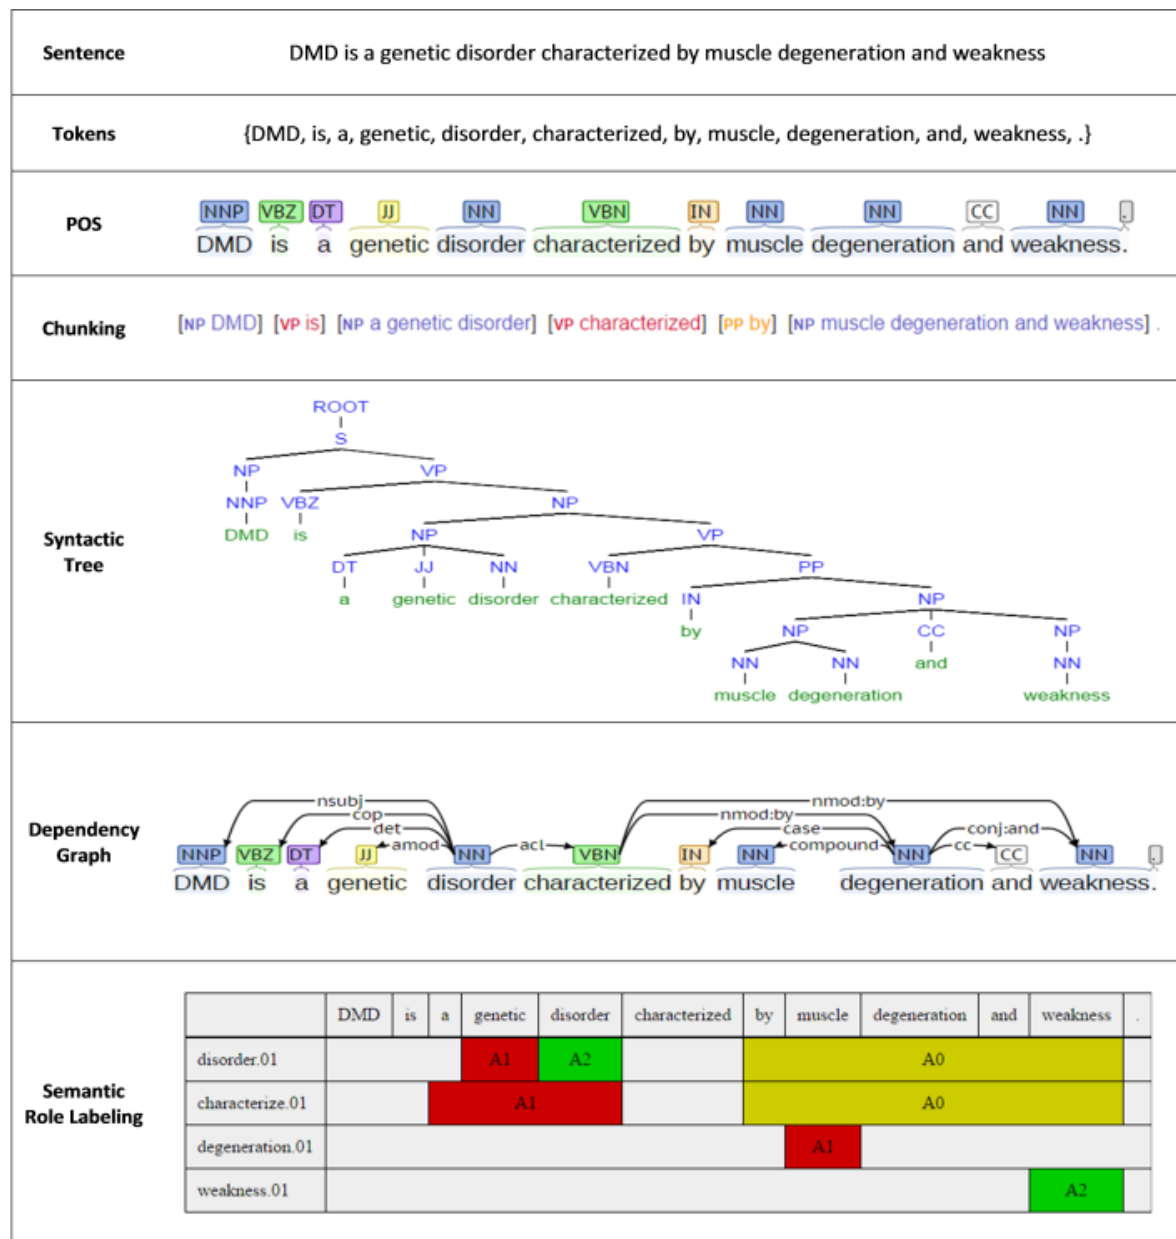 Sentence
DMD is a genetic disorder characterized by muscle degeneration and weakness
Tokens
{DMD, is, a, genetic, disorder, characterized, by, muscle, degeneration, and, weakness, .}
POS
NNP VBZ DT JJ NN VBN IN NN NN CC NN .
DMD is a genetic disorder characterized by muscle degeneration and weakness.
Chunking
[NP DMD] [VP is] [NP a genetic disorder] [VP characterized] [PP by] [NP muscle degeneration and weakness] .
Syntactic
Tree
ROOT
S
NP VP
NNP VBZ NP
DMD is NP VP
DT JJ NN VBN PP
a genetic disorder characterized IN NP
by NP CC NP
NN NN and NN
muscle degeneration weakness
Dependency
Graph
nsubj nmod:by
cop nmod:by
det case conj:and
amod acl compound cc
NNP VBZ DT JJ NN VBN IN NN NN CC NN .
DMD is a genetic disorder characterized by muscle degeneration and weakness.
Semantic
Role Labeling
DMD is a genetic disorder characterized by muscle degeneration and weakness .
disorder.01 A1 A2 A0
characterize.01 A1 A0
degeneration.01 A1
weakness.01 A2